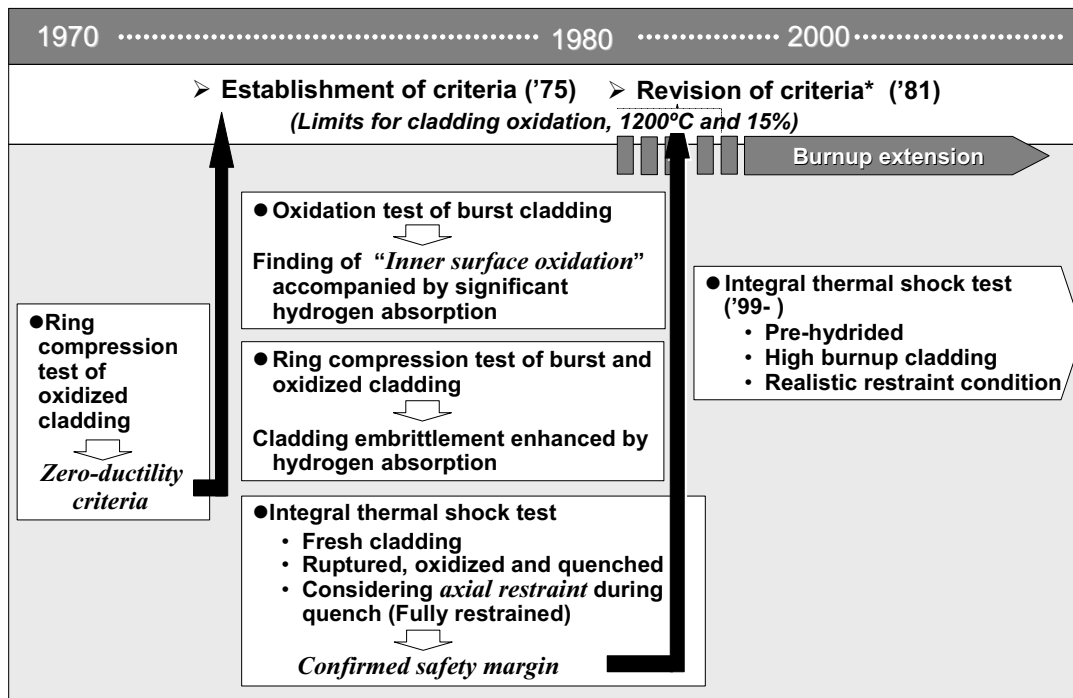 1970 1980 2000
➢ Establishment of criteria ('75) ➢ Revision of criteria* ('81)
(Limits for cladding oxidation, 1200ºC and 15%)
Burnup extension
●Ring
compression
test of
oxidized
cladding
Zero-ductility
criteria
● Oxidation test of burst cladding
Finding of “Inner surface oxidation”
accompanied by significant
hydrogen absorption
● Ring compression test of burst and
oxidized cladding
Cladding embrittlement enhanced by
hydrogen absorption
●Integral thermal shock test
· Fresh cladding
· Ruptured, oxidized and quenched
· Considering axial restraint during
quench (Fully restrained)
Confirmed safety margin
● Integral thermal shock test
('99- )
· Pre-hydrided
· High burnup cladding
· Realistic restraint condition